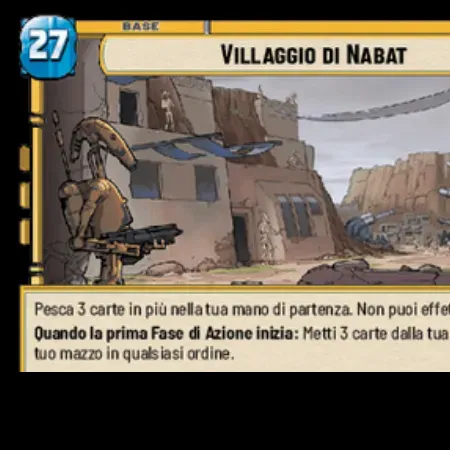 BASE
27
VILLAGGIO DI NABAT
Pesca 3 carte in più nella tua mano di partenza. Non puoi
Quando la prima Fase di Azione inizia: Metti 3 carte dalla tua
tuo mazzo in qualsiasi ordine.